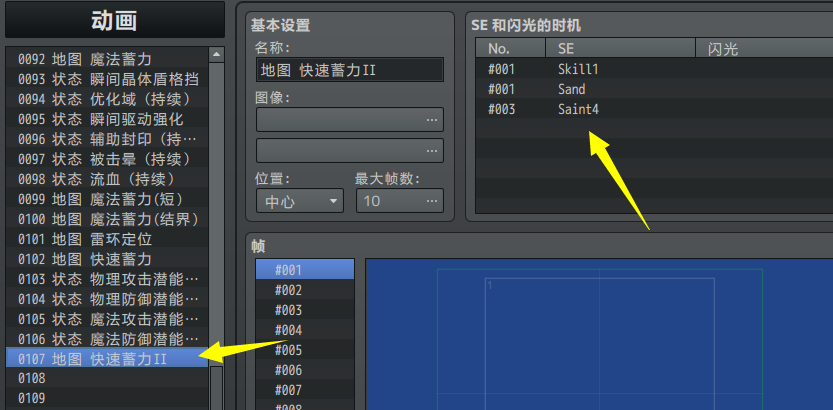 动画
0092 地图 魔法蓄力
0093 状态 瞬间晶体盾格挡
0094 状态 优化域 (持续)
0095 状态 瞬间驱动强化
0096 状态 辅助封印 (持…
0097 状态 被击晕 (持续)
0098 状态 流血 (持续)
0099 地图 魔法蓄力(短)
0100 地图 魔法蓄力(结界)
0101 地图 雷环定位
0102 地图 快速蓄力
0103 状态 物理攻击潜能…
0104 状态 物理防御潜能…
0105 状态 魔法攻击潜能…
0106 状态 魔法防御潜能…
0107 地图 快速蓄力II
0108
0109
基本设置
名称:
地图 快速蓄力II
图像:
...
...
位置: 最大帧数:
中心 10 ...
SE 和闪光的时机
No. SE 闪光
#001 Skill1
#001 Sand
#003 Saint4
帧
#001
#002
#003
#004
#005
#006
#007
#008
1